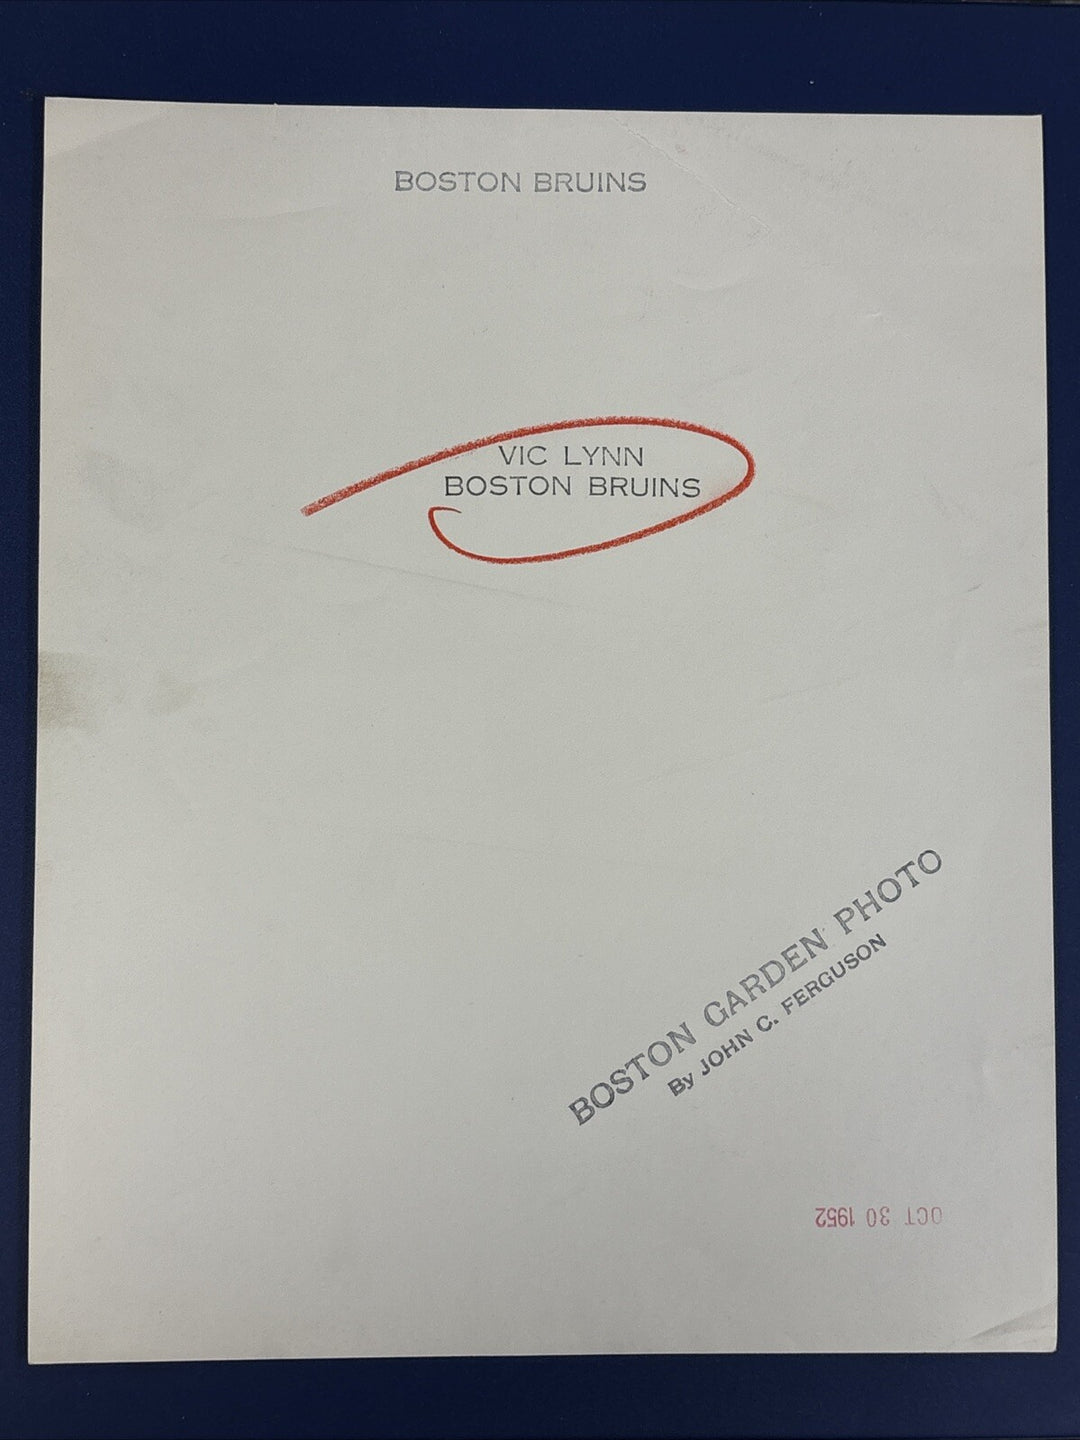 BOSTON BRUINS
VIC LYNN
BOSTON BRUINS
BOSTON GARDEN PHOTO
By JOHN C. FERGUSON
OCT 30 1952